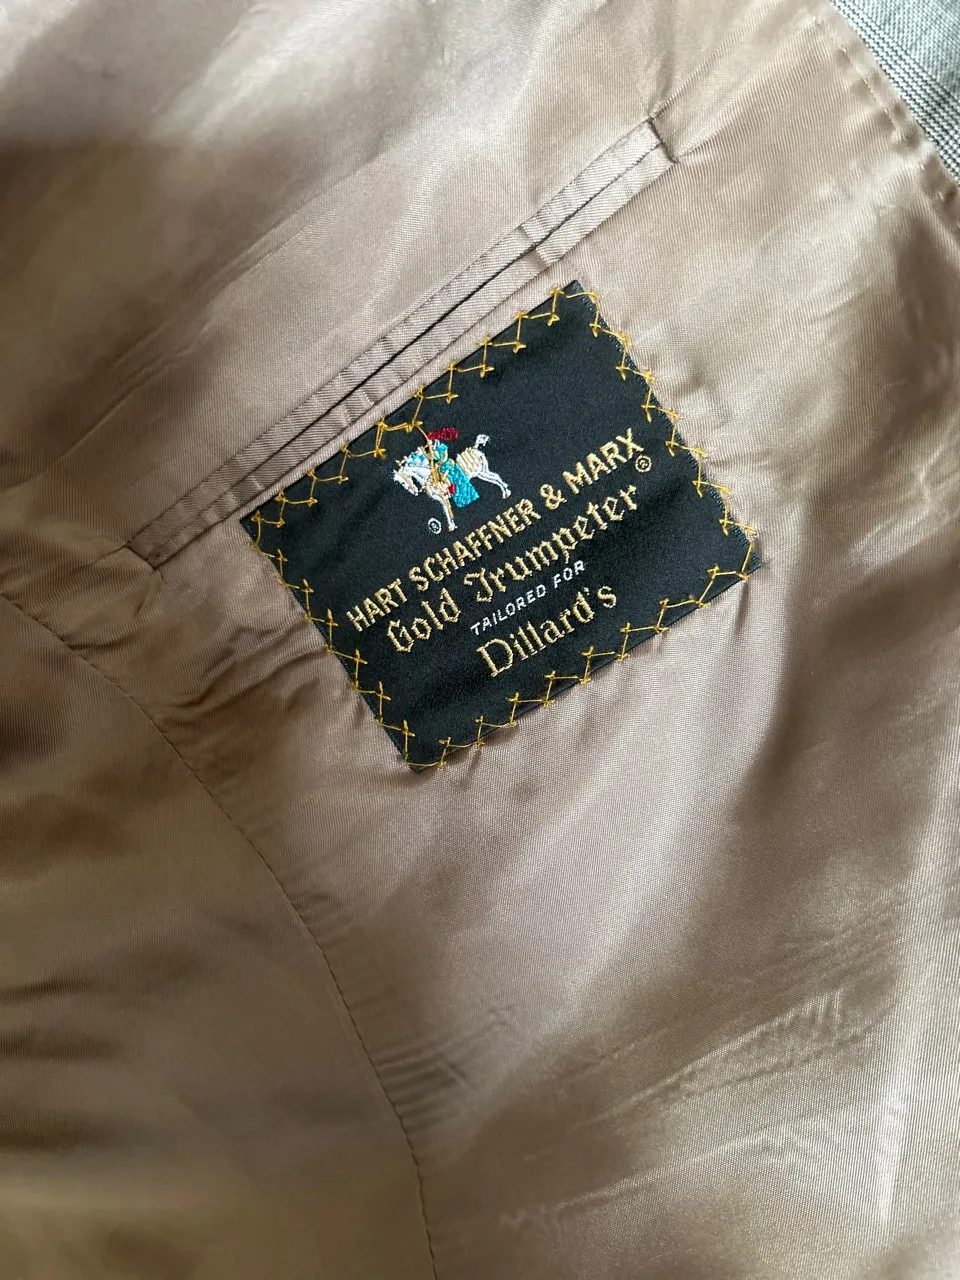 ®
HART SCHAFFNER & MARX®
Gold Trumpeter
TAILORED FOR
Dillard's